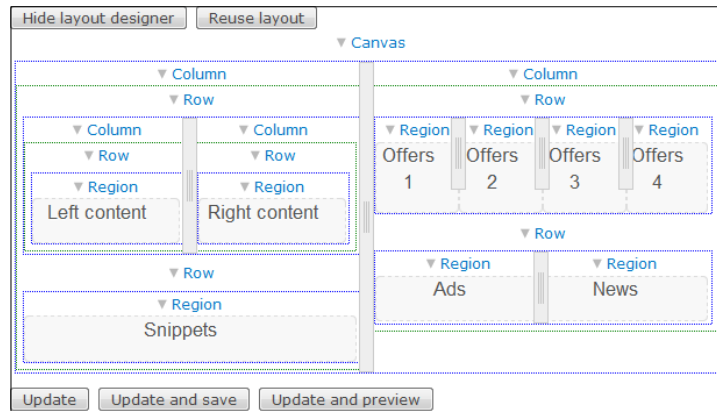 Hide layout designer Reuse layout
Canvas
Column Column
Row Row
Column Column Region Region Region Region
Offers Offers Offers Offers
Row Row
1 2 3 4
Region Region
Left content Right content
Row
Row
Region Region
Ads News
Region
Snippets
Update Update and save Update and preview